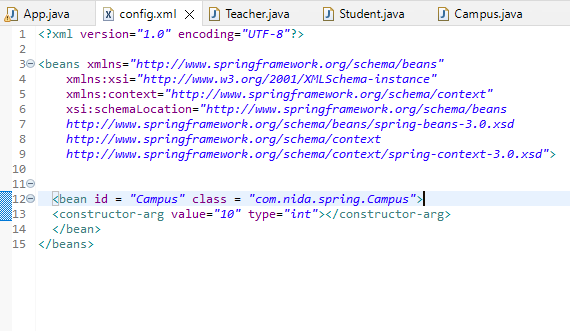 App.java config.xml Teacher.java Student.java Campus.java
1 <?xml version="1.0" encoding="UTF-8"?>
2
3 <beans xmlns="http://www.springframework.org/schema/beans"
4 xmlns:xsi="http://www.w3.org/2001/XMLSchema-instance"
5 xmlns:context="http://www.springframework.org/schema/context"
6 xsi:schemaLocation="http://www.springframework.org/schema/beans
7 http://www.springframework.org/schema/beans/spring-beans-3.0.xsd
8 http://www.springframework.org/schema/context
9 http://www.springframework.org/schema/context/spring-context-3.0.xsd">
10
11
12 <bean id = "Campus" class = "com.nida.spring.Campus">
13 <constructor-arg value="10" type="int"></constructor-arg>
14 </bean>
15 </beans>